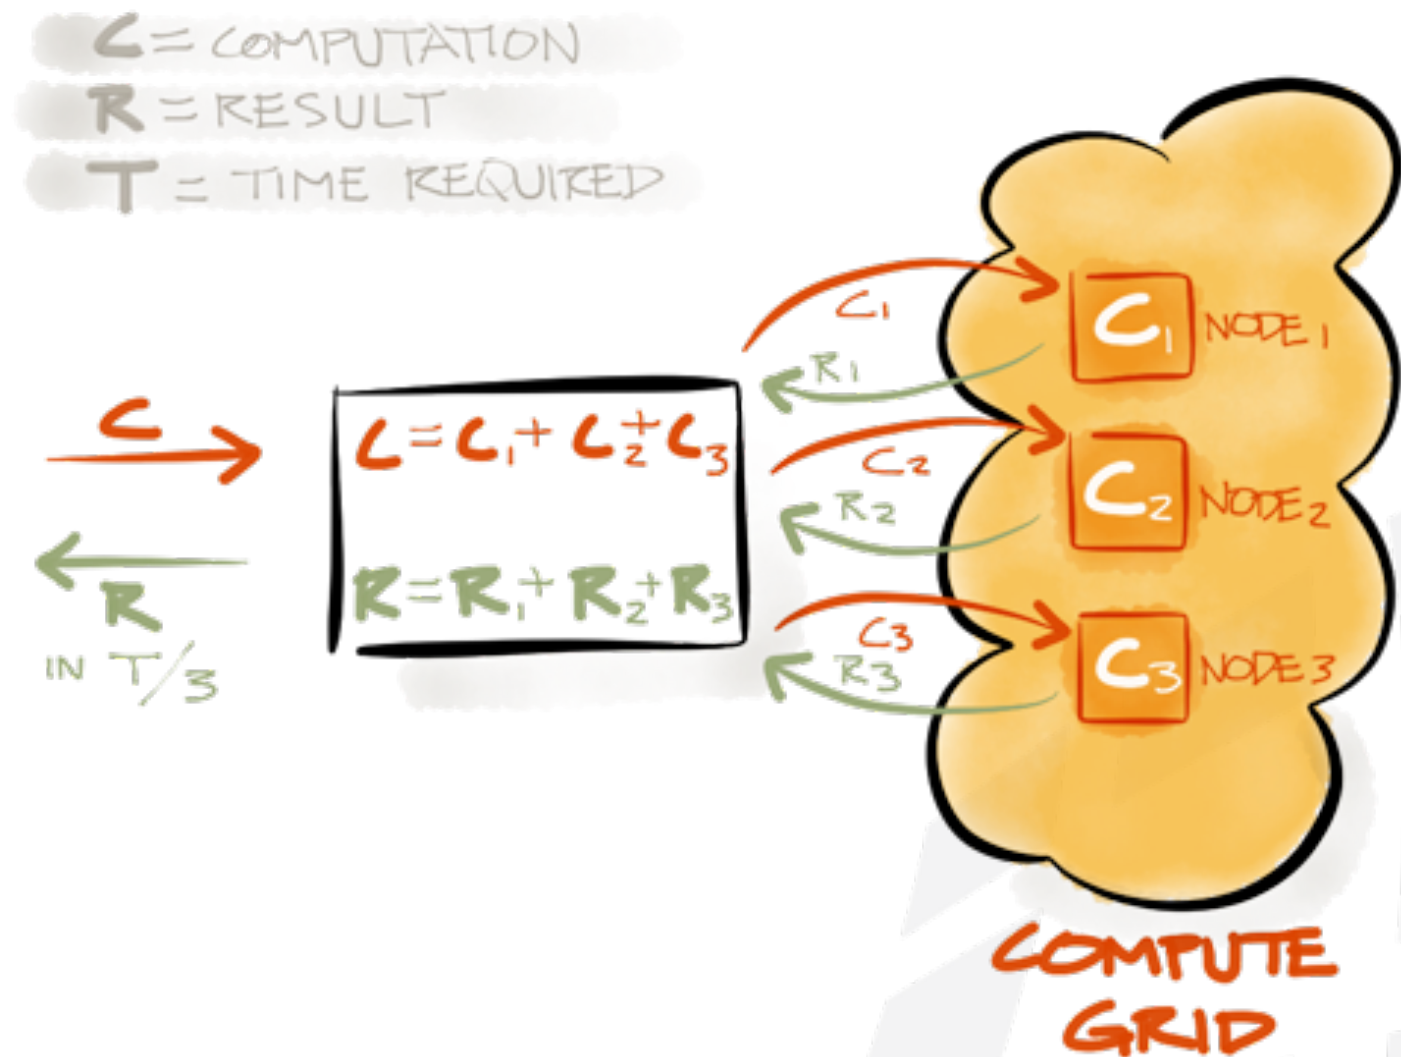 C = COMPUTATION
R = RESULT
T = TIME REQUIRED
C
R
IN T/3
C = C1 + C2 + C3
R = R1 + R2 + R3
C1
R1
C2
R2
C3
R3
C1 NODE 1
C2 NODE 2
C3 NODE 3
COMPUTE
GRID